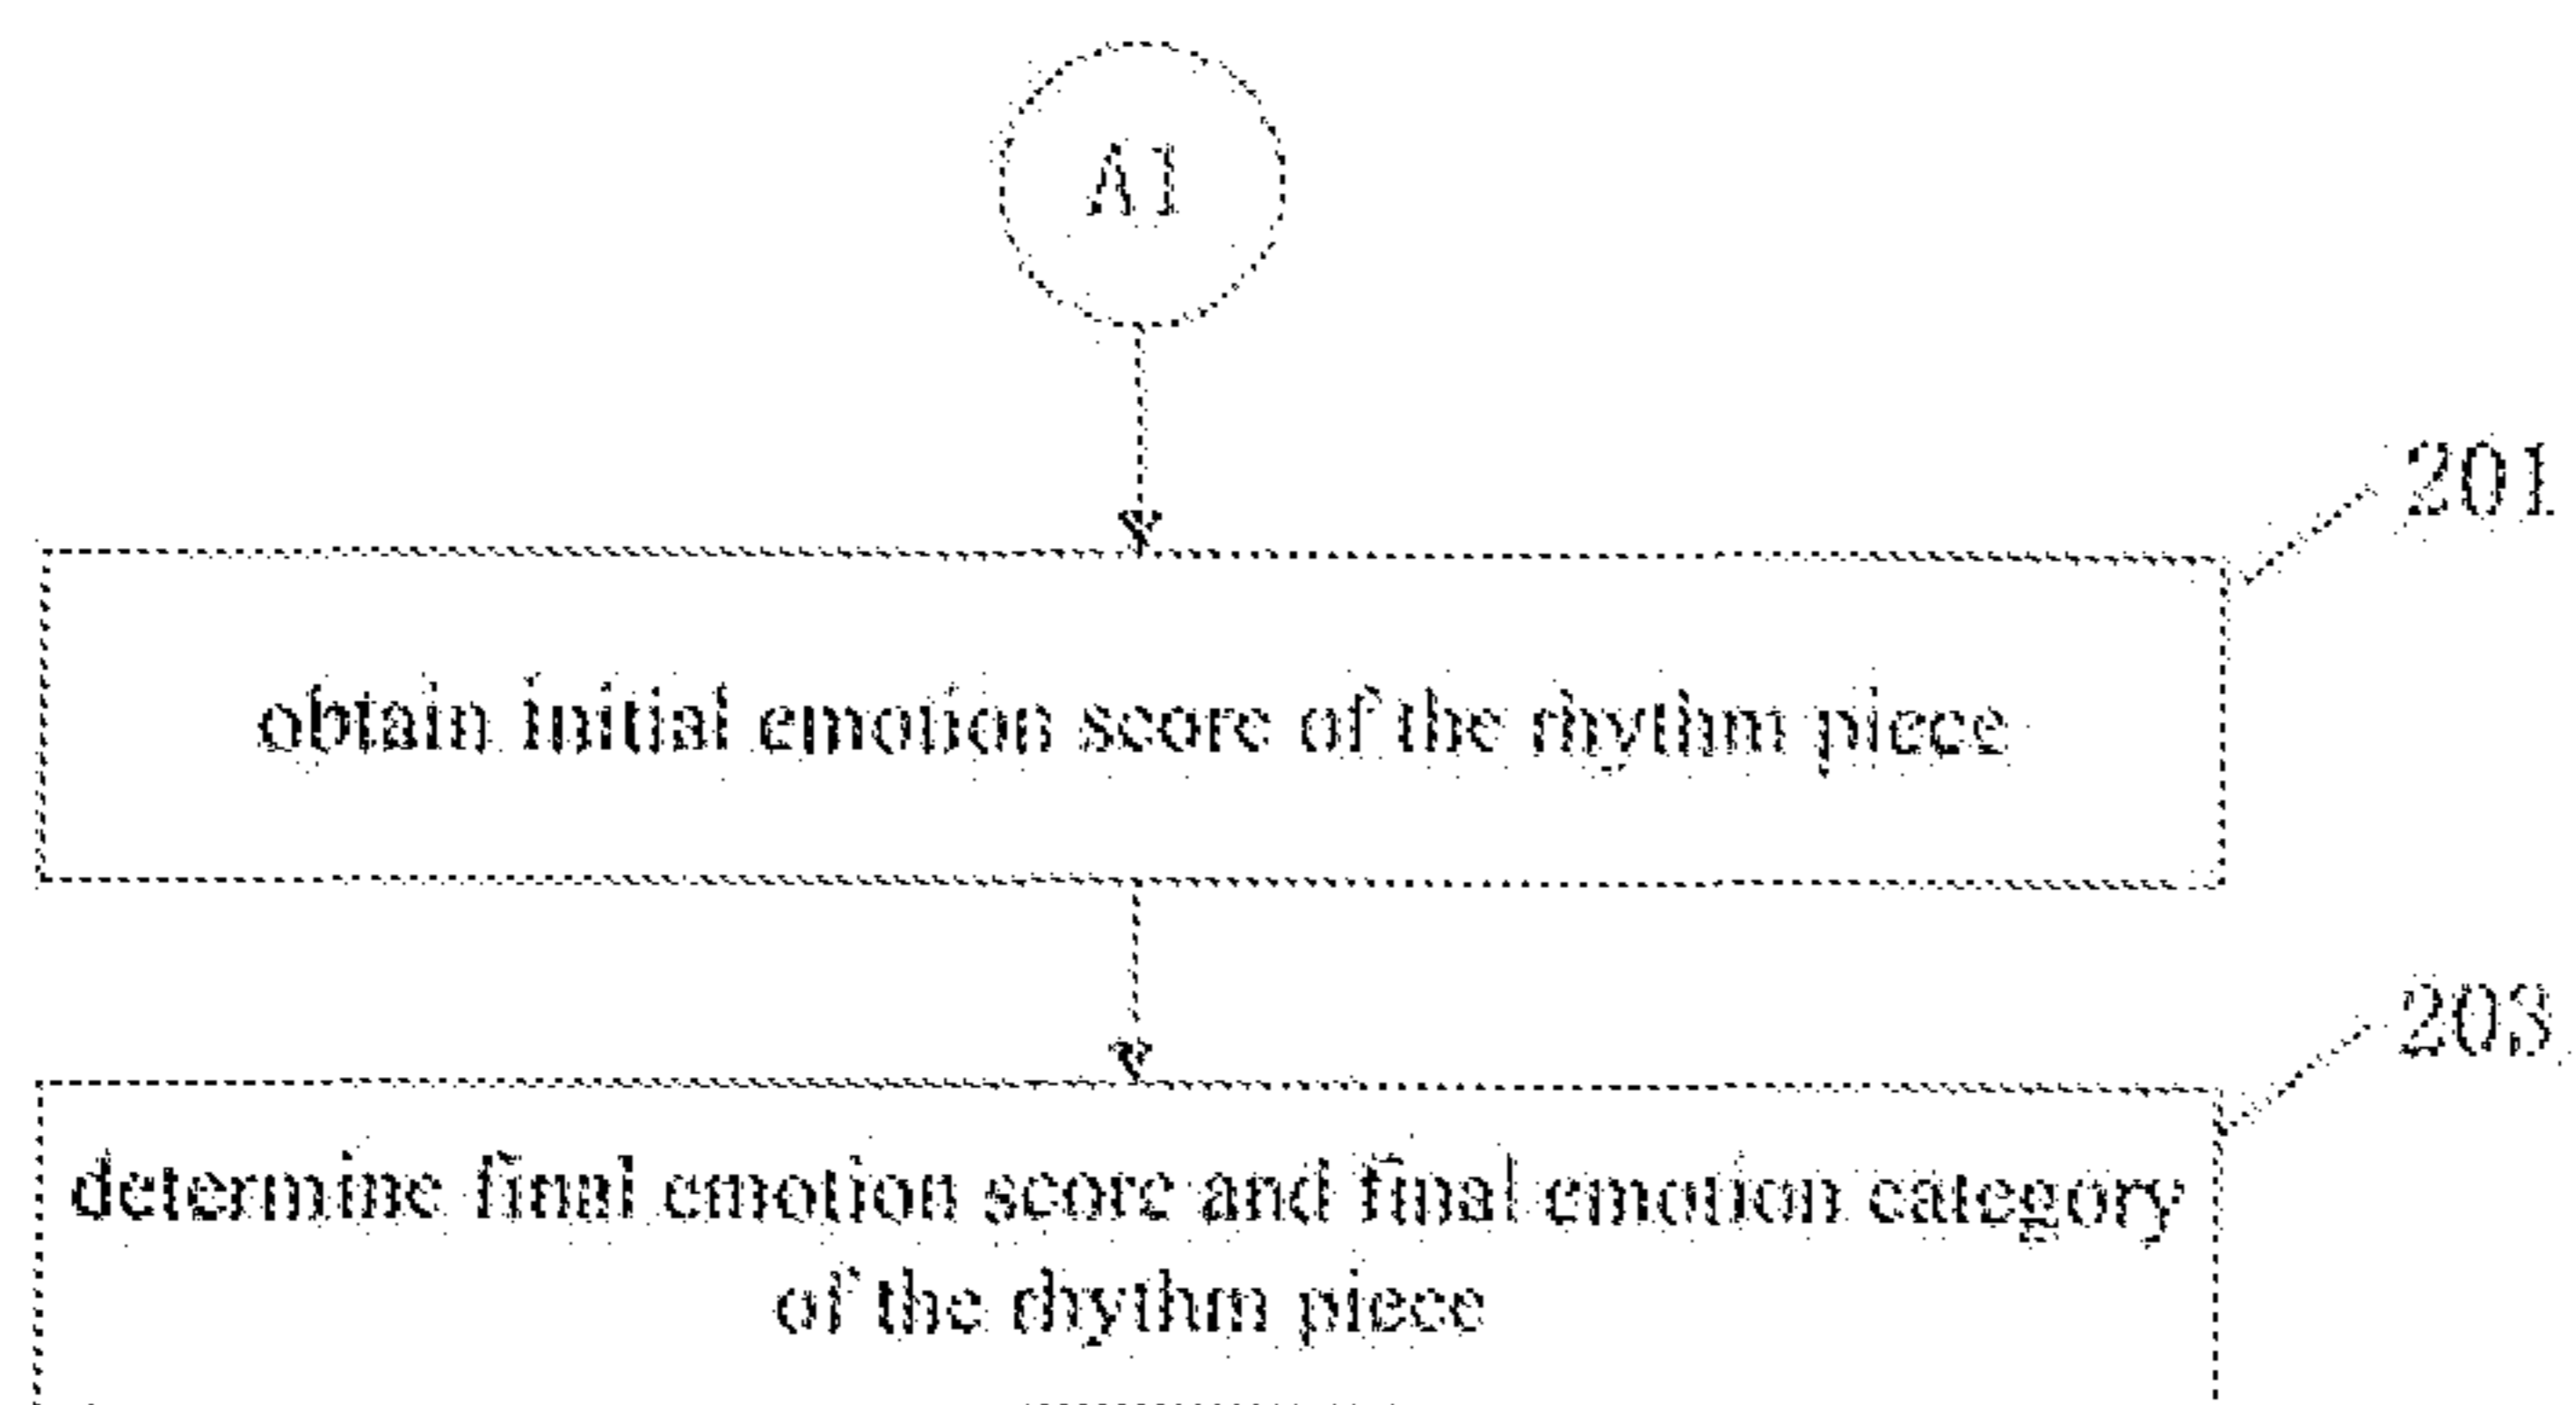 A1
201
obtain initial emotion score of the rhythm piece
203
determine final emotion score and final emotion category
of the rhythm piece